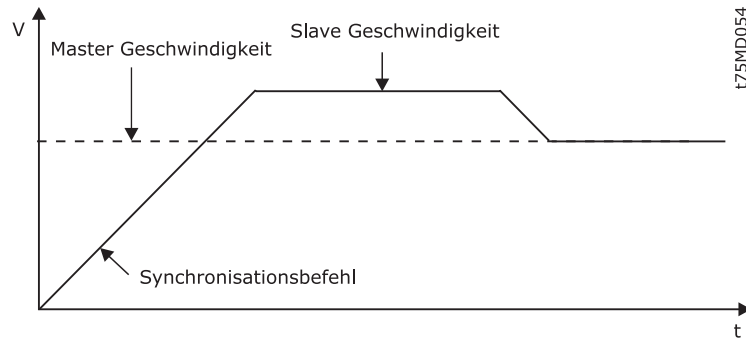 V
Master Geschwindigkeit
Slave Geschwindigkeit
t75MD054
Synchronisationsbefehl
t